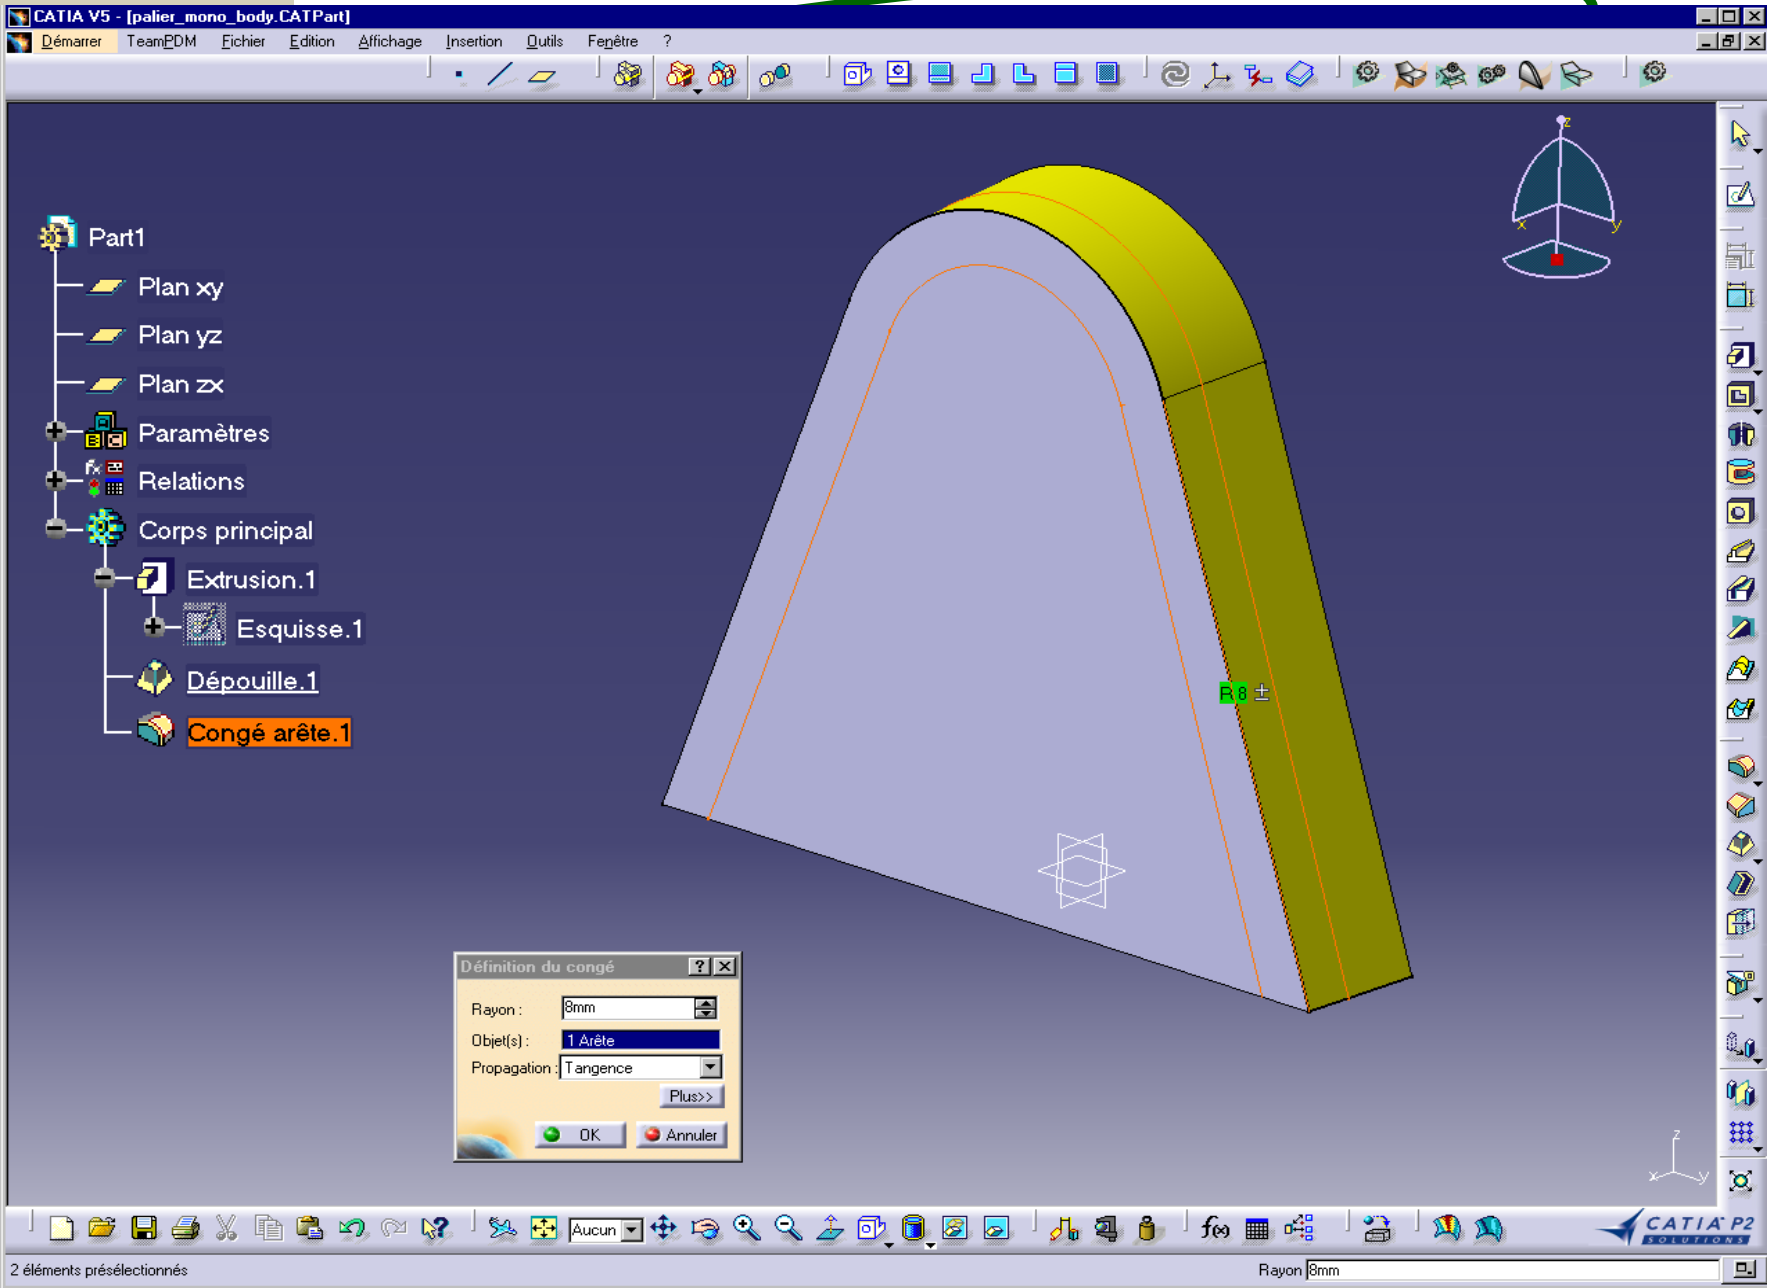 CATIA V5 - [palier_mono_body.CATPart]
Démarrer TeamPDM Fichier Edition Affichage Insertion Outils Fenêtre ?
z
x
y
Part1
Plan xy
Plan yz
Plan zx
Paramètres
Relations
Corps principal
Extrusion.1
Esquisse.1
Dépouille.1
Congé arête.1
R 8 ±
Définition du congé
Rayon : 8mm
Objet(s) : 1 Arête
Propagation : Tangence
Plus>>
OK Annuler
z
x y
Aucun
f(x)
CATIA P2
SOLUTIONS
2 éléments présélectionnés
Rayon 8mm